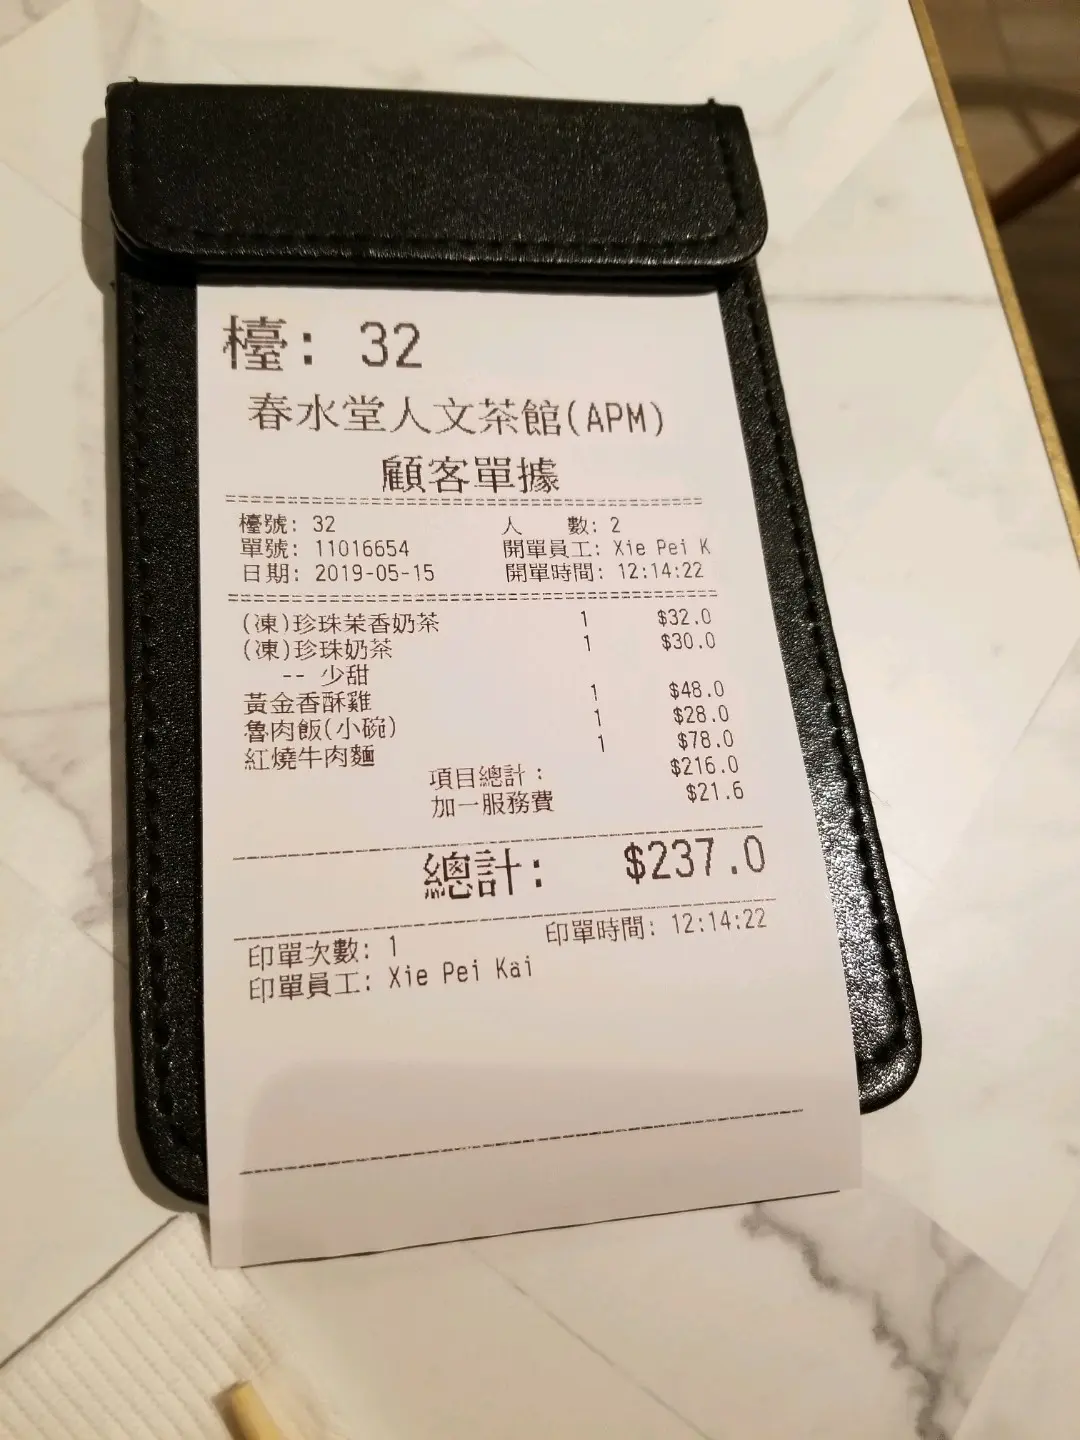 檯: 32
春水堂人文茶館(APM)
顧客單據
檯號: 32 人 數: 2
單號: 11016654 開單員工: Xie Pei K
日期: 2019-05-15 開單時間: 12:14:22
(凍)珍珠茉香奶茶 1 $32.0
(凍)珍珠奶茶 1 $30.0
-- 少甜
黃金香酥雞 1 $48.0
魯肉飯(小碗) 1 $28.0
紅燒牛肉麵 1 $78.0
項目總計: $216.0
加一服務費 $21.6
總計: $237.0
印單次數: 1 印單時間: 12:14:22
印單員工: Xie Pei Kai